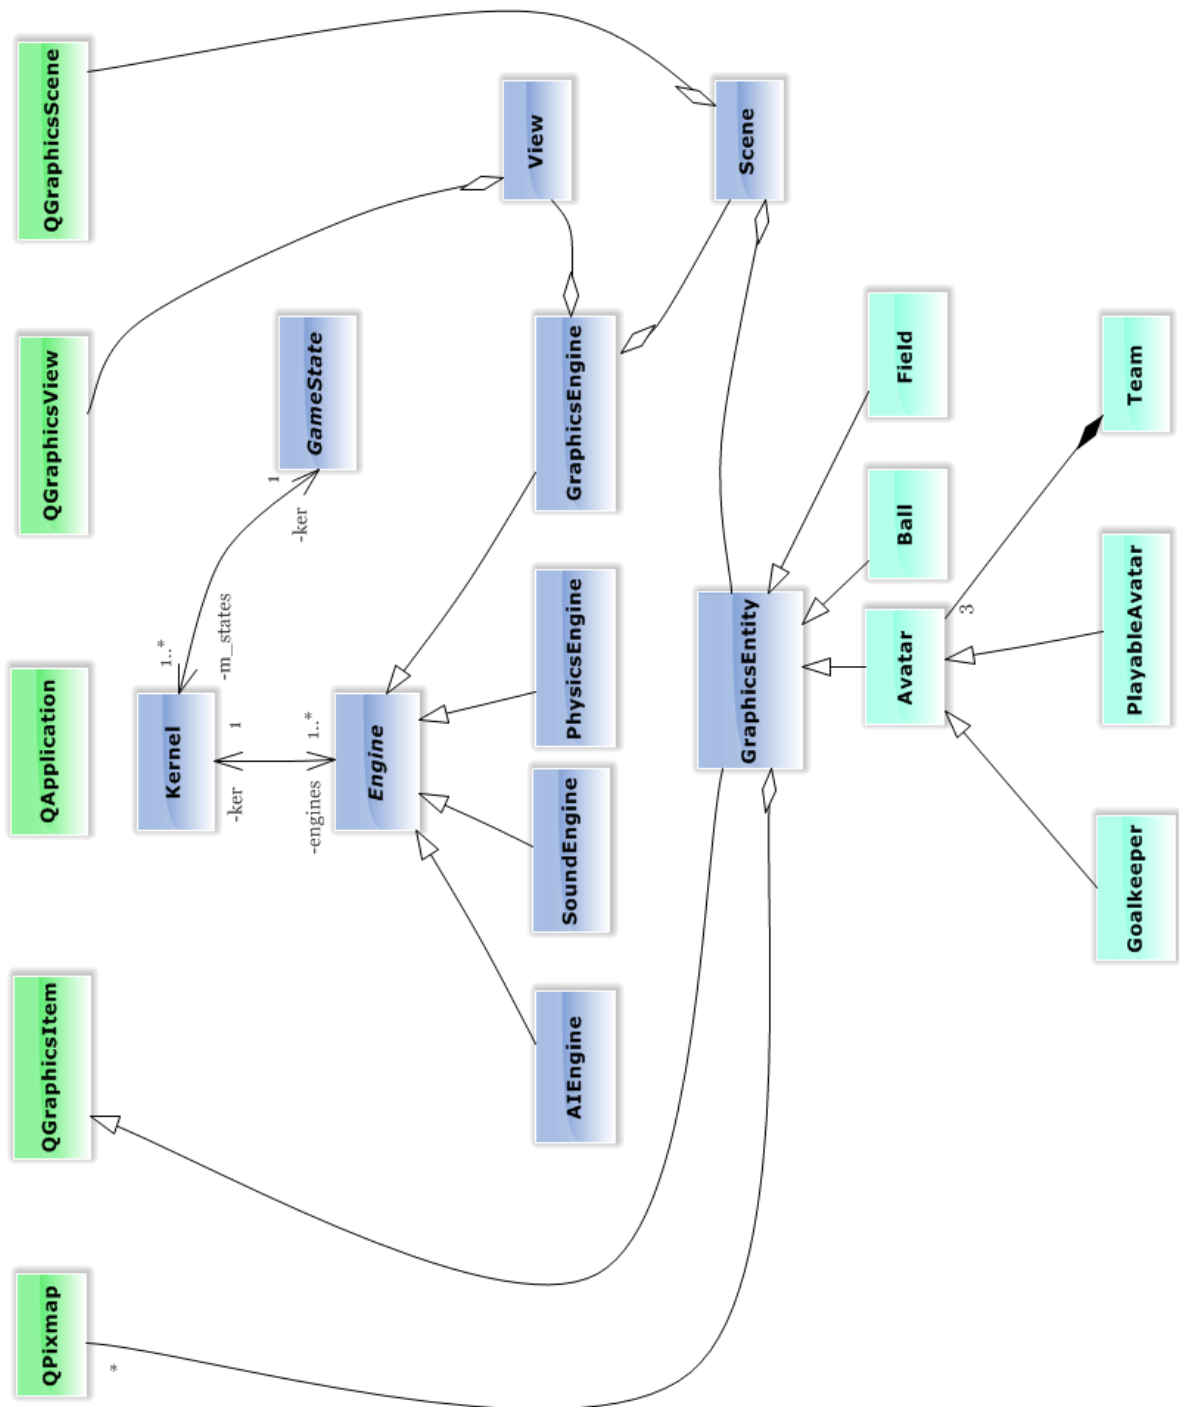 QPixmap
*
QGraphicsItem
QApplication
QGraphicsView
QGraphicsScene
Kernel
1..*
-m_states
-ker
1
GameState
-ker
1
-engines
1..*
Engine
View
Scene
AIEngine
SoundEngine
PhysicsEngine
GraphicsEngine
GraphicsEntity
Avatar
3
Ball
Field
Goalkeeper
PlayableAvatar
Team